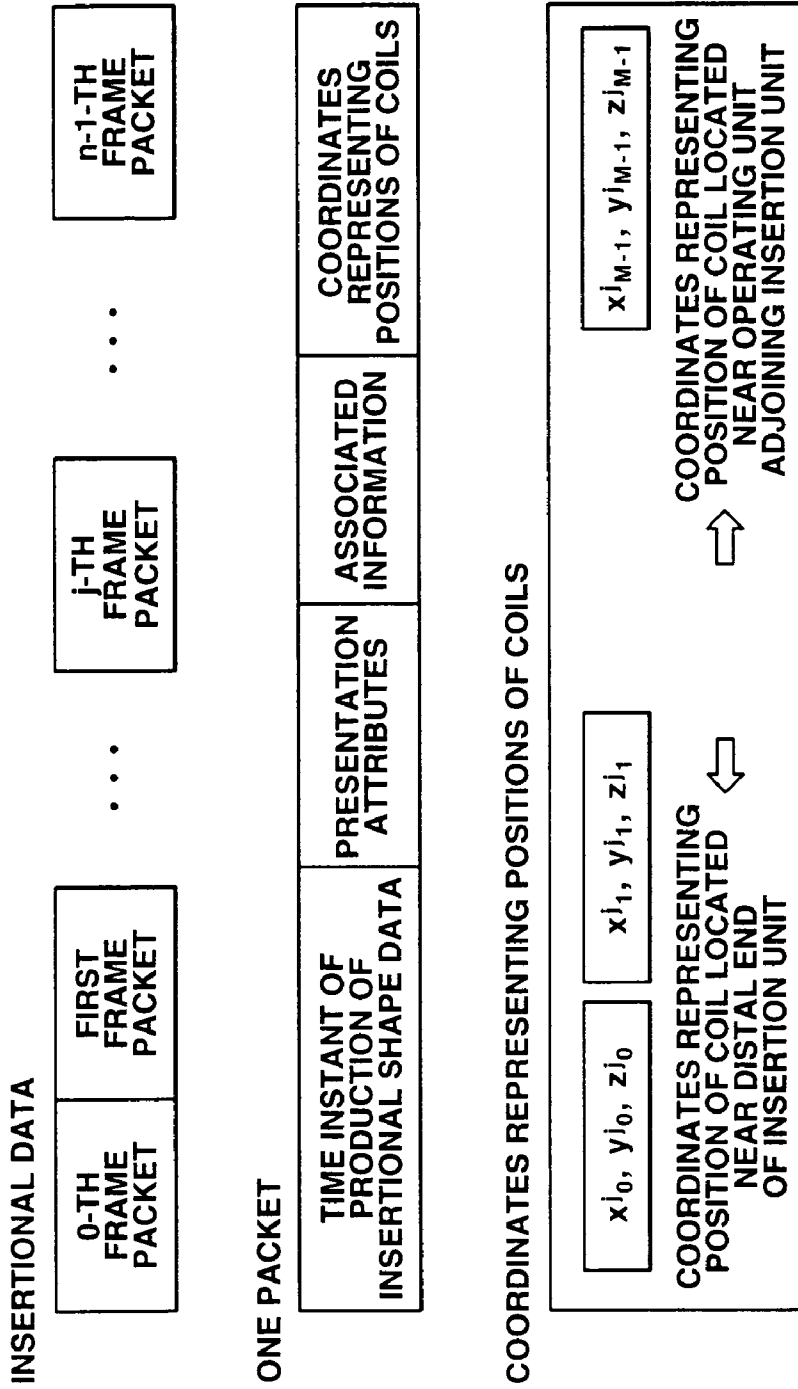 INSERTIONAL DATA
0-TH
FRAME
PACKET
FIRST
FRAME
PACKET
. . .
j-TH
FRAME
PACKET
. . .
n-1-TH
FRAME
PACKET
ONE PACKET
TIME INSTANT OF
PRODUCTION OF
INSERTIONAL SHAPE DATA
PRESENTATION
ATTRIBUTES
ASSOCIATED
INFORMATION
COORDINATES
REPRESENTING
POSITIONS OF COILS
COORDINATES REPRESENTING POSITIONS OF COILS
xʲ₀, yʲ₀, zʲ₀
xʲ₁, yʲ₁, zʲ₁
xʲM-1, yʲM-1, zʲM-1
COORDINATES REPRESENTING
POSITION OF COIL LOCATED
NEAR DISTAL END
OF INSERTION UNIT
COORDINATES REPRESENTING
POSITION OF COIL LOCATED
NEAR OPERATING UNIT
ADJOINING INSERTION UNIT